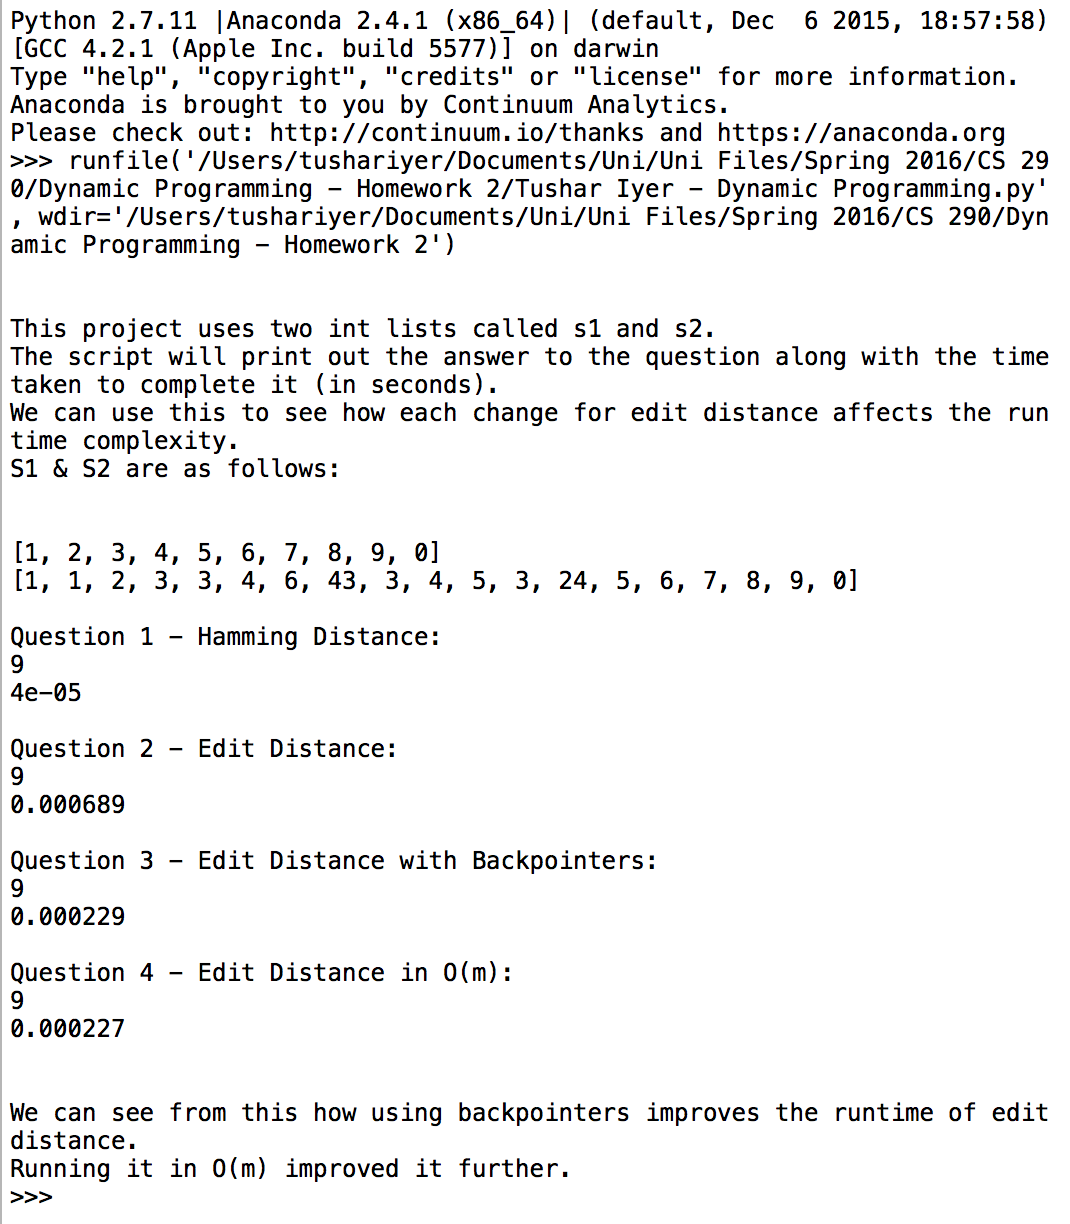 Python 2.7.11 |Anaconda 2.4.1 (x86_64)| (default, Dec  6 2015, 18:57:58)
[GCC 4.2.1 (Apple Inc. build 5577)] on darwin
Type "help", "copyright", "credits" or "license" for more information.
Anaconda is brought to you by Continuum Analytics.
Please check out: http://continuum.io/thanks and https://anaconda.org
>>> runfile('/Users/tushariyer/Documents/Uni/Uni Files/Spring 2016/CS 29
0/Dynamic Programming – Homework 2/Tushar Iyer – Dynamic Programming.py'
, wdir='/Users/tushariyer/Documents/Uni/Uni Files/Spring 2016/CS 290/Dyn
amic Programming – Homework 2')
This project uses two int lists called s1 and s2.
The script will print out the answer to the question along with the time
taken to complete it (in seconds).
We can use this to see how each change for edit distance affects the run
time complexity.
S1 & S2 are as follows:
[1, 2, 3, 4, 5, 6, 7, 8, 9, 0]
[1, 1, 2, 3, 3, 4, 6, 43, 3, 4, 5, 3, 24, 5, 6, 7, 8, 9, 0]
Question 1 – Hamming Distance:
9
4e–05
Question 2 – Edit Distance:
9
0.000689
Question 3 – Edit Distance with Backpointers:
9
0.000229
Question 4 – Edit Distance in O(m):
9
0.000227
We can see from this how using backpointers improves the runtime of edit
distance.
Running it in O(m) improved it further.
>>>